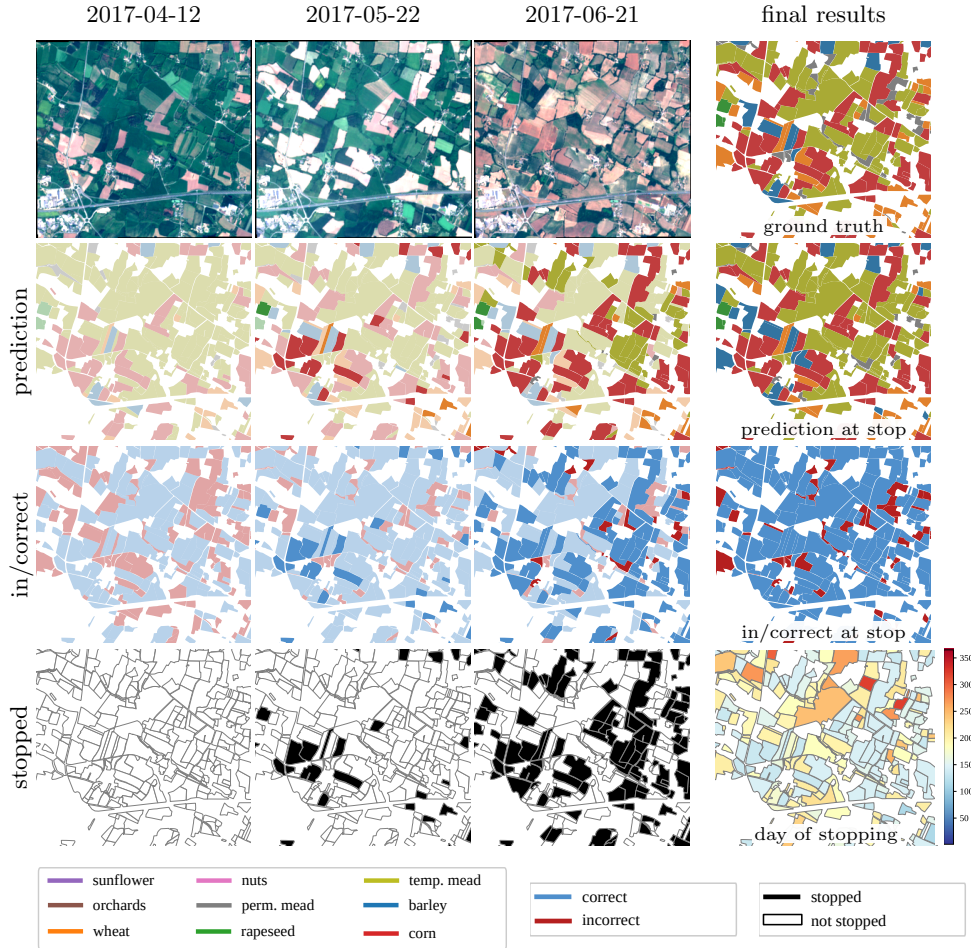 2017-04-12 2017-05-22 2017-06-21 final results
ground truth
prediction
prediction at stop
in/correct
in/correct at stop
stopped
350
300
250
200
150
100
50
day of stopping
sunflower nuts temp. mead correct stopped
orchards perm. mead barley incorrect not stopped
wheat rapeseed corn